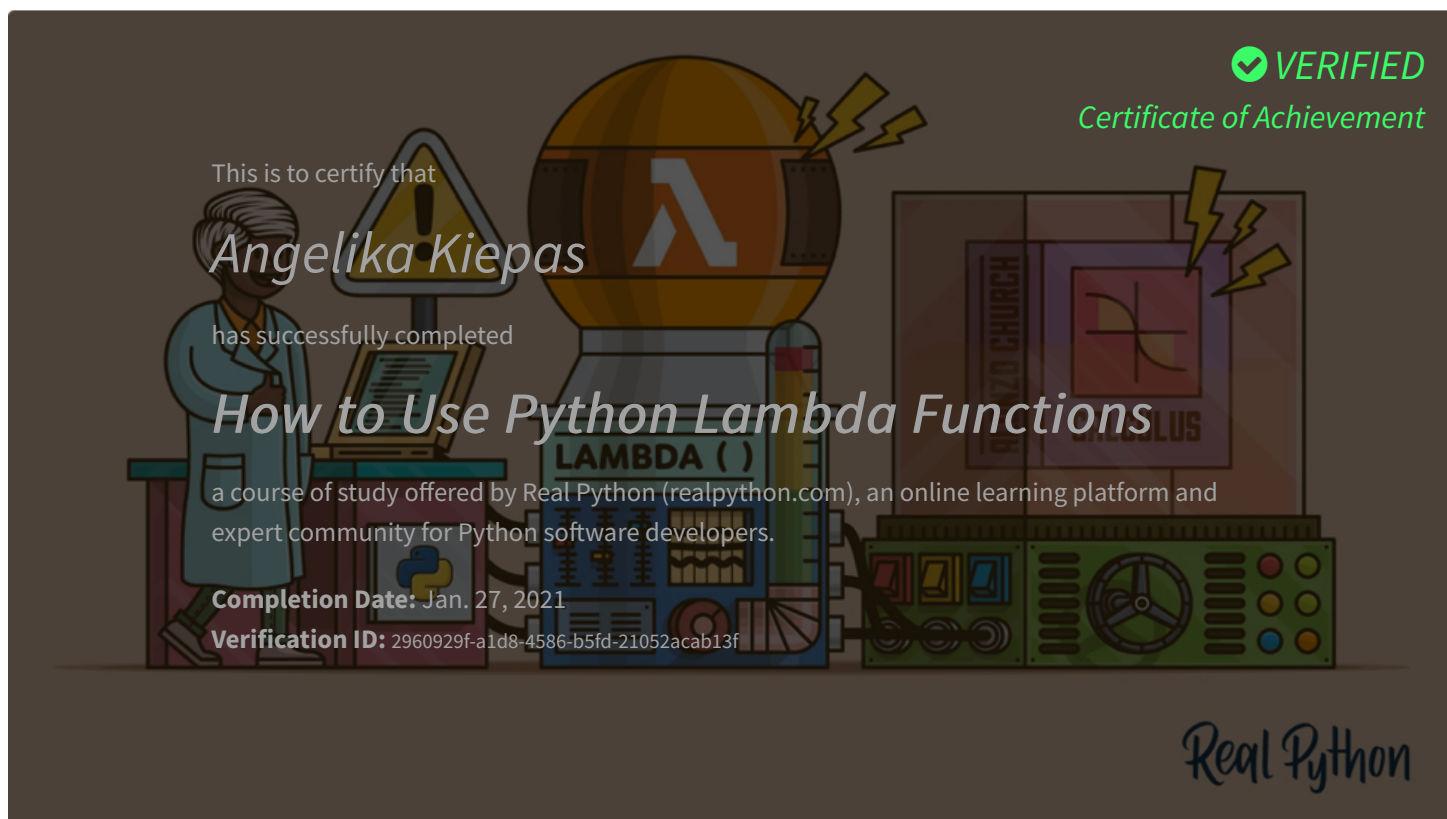 VERIFIED
Certificate of Achievement
This is to certify that
Angelika Kiepas
has successfully completed
How to Use Python Lambda Functions
LAMBDA ( )
a course of study offered by Real Python (realpython.com), an online learning platform and
expert community for Python software developers.
Completion Date: Jan. 27, 2021
Verification ID: 2960929f-a1d8-4586-b5fd-21052acab13f
CHURCH
Real Python